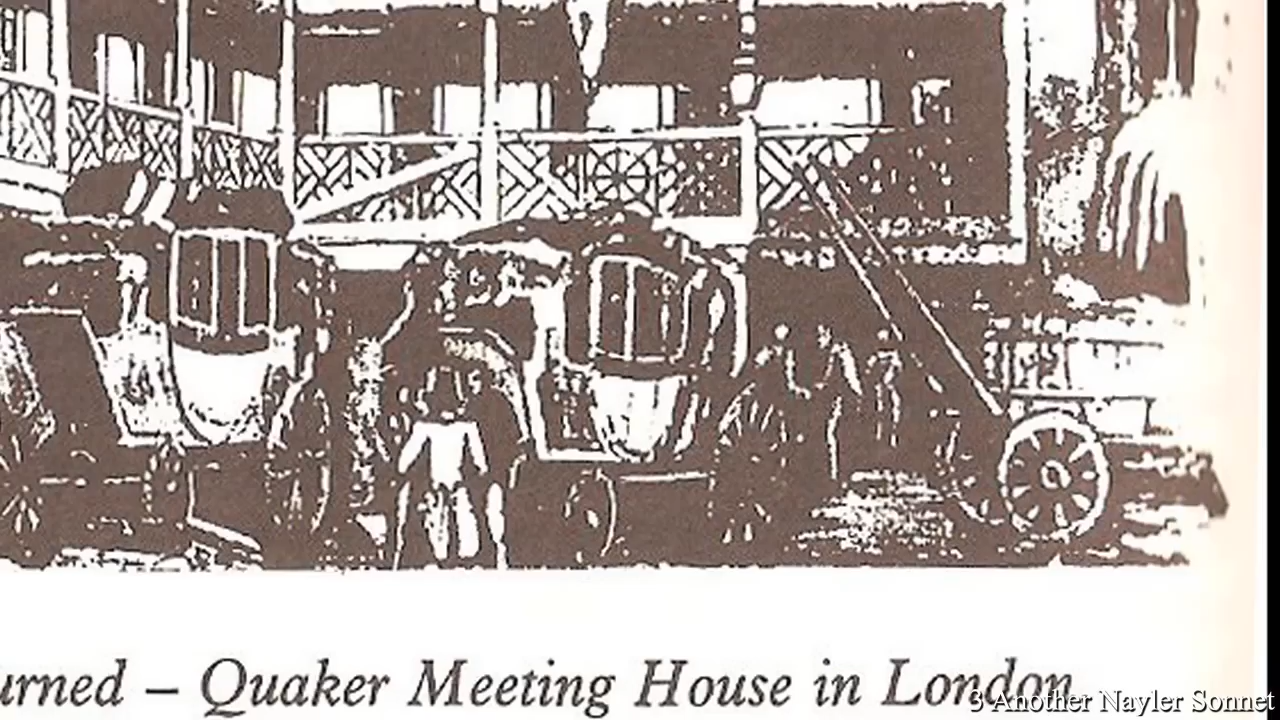 urned – Quaker Meeting House in London
3 Another Nayler Sonnet